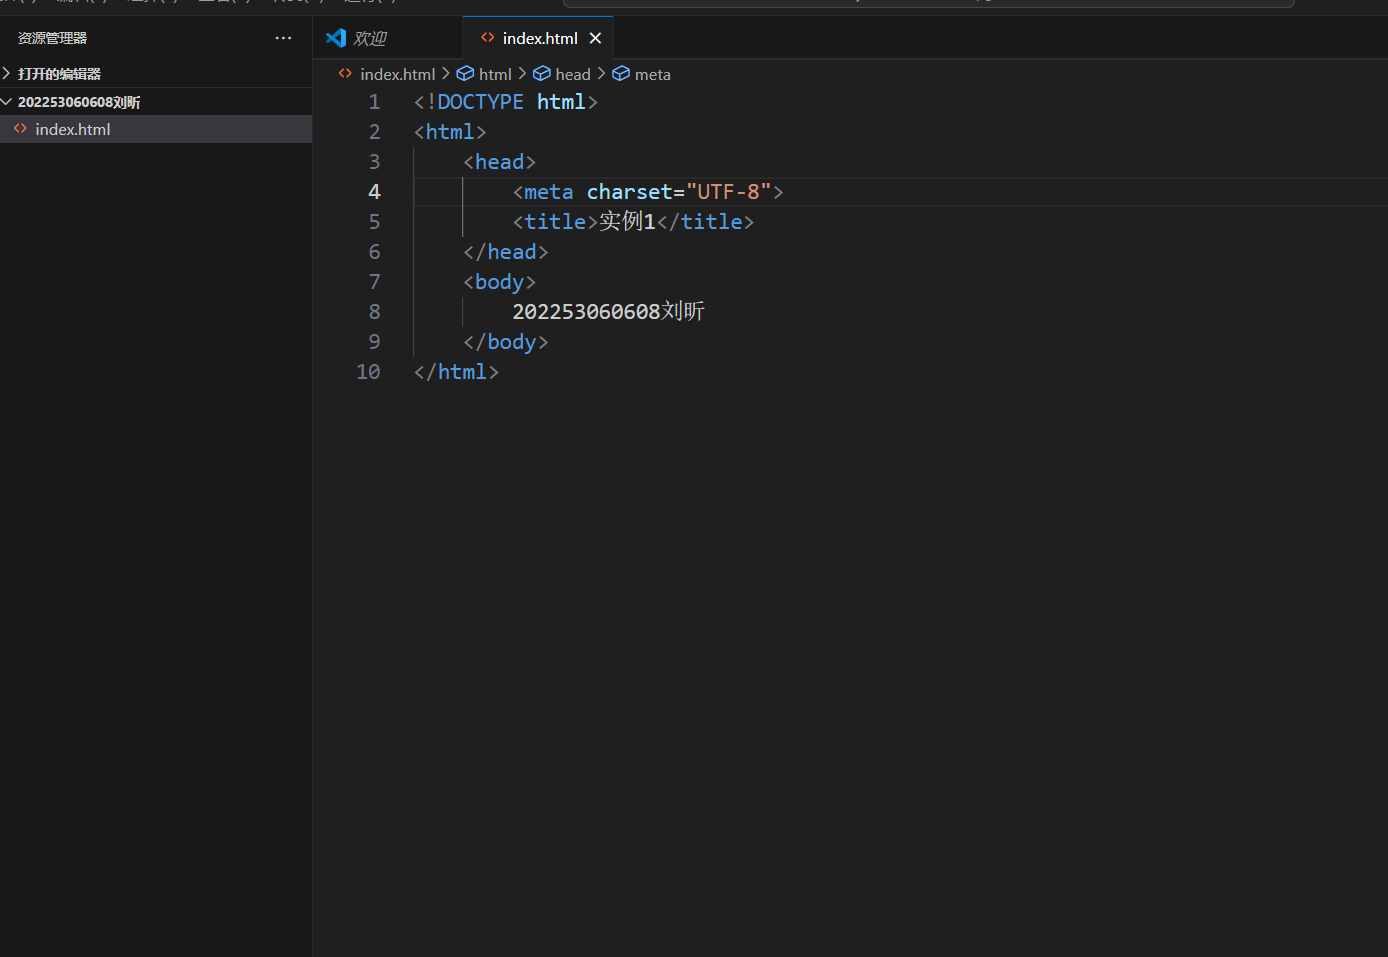 资源管理器
打开的编辑器
202253060608刘昕
index.html
欢迎
index.html
index.html > html > head > meta
1 <!DOCTYPE html>
2 <html>
3 <head>
4 <meta charset="UTF-8">
5 <title>实例1</title>
6 </head>
7 <body>
8 202253060608刘昕
9 </body>
10 </html>